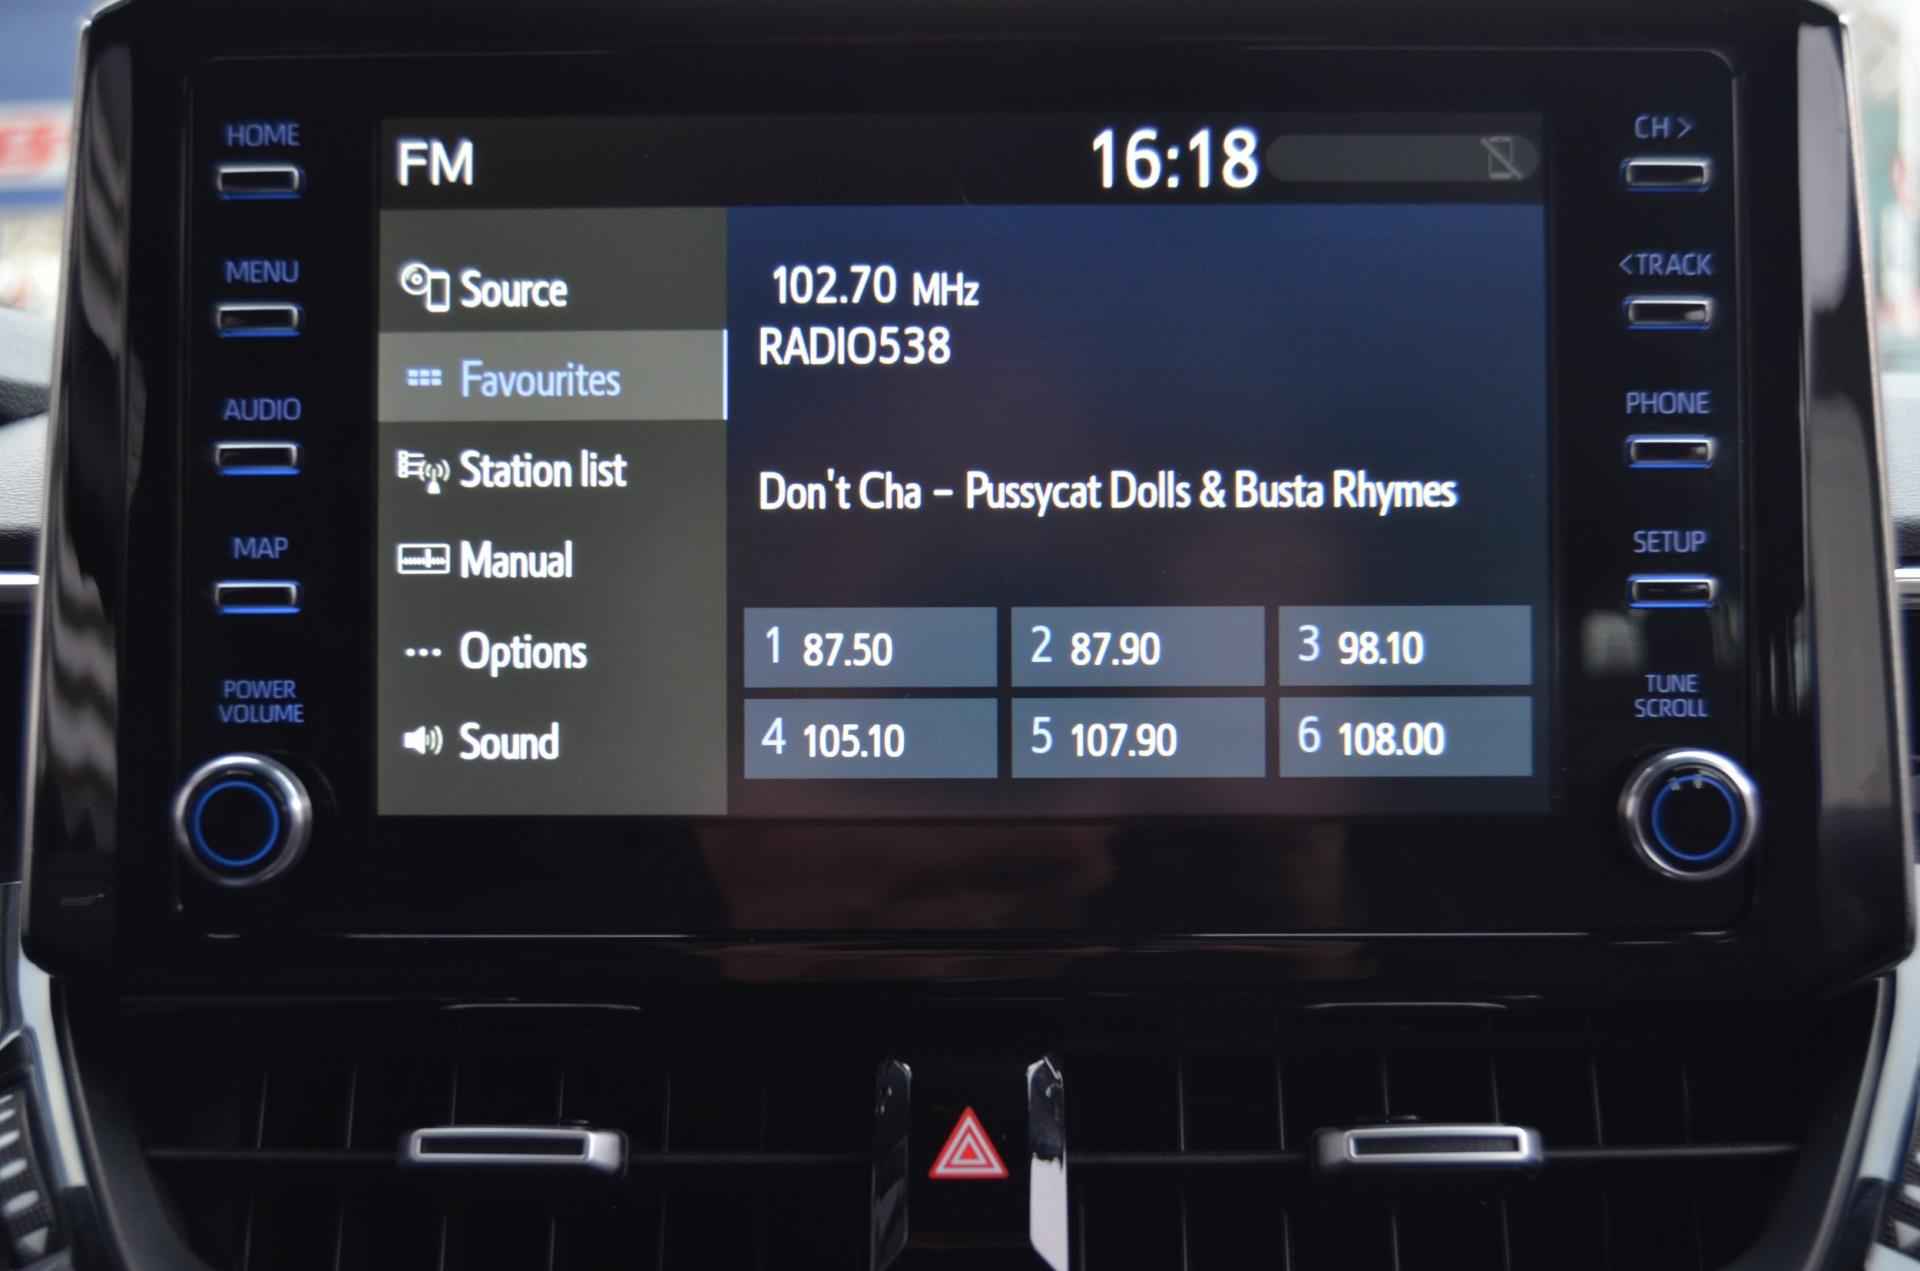 HOME
MENU
AUDIO
MAP
POWER
VOLUME
FM
16:18
Source
Favourites
Station list
Manual
Options
Sound
102.70 MHz
RADIO538
Don't Cha - Pussycat Dolls & Busta Rhymes
1 87.50
2 87.90
3 98.10
4 105.10
5 107.90
6 108.00
CH >
<TRACK
PHONE
SETUP
TUNE
SCROLL